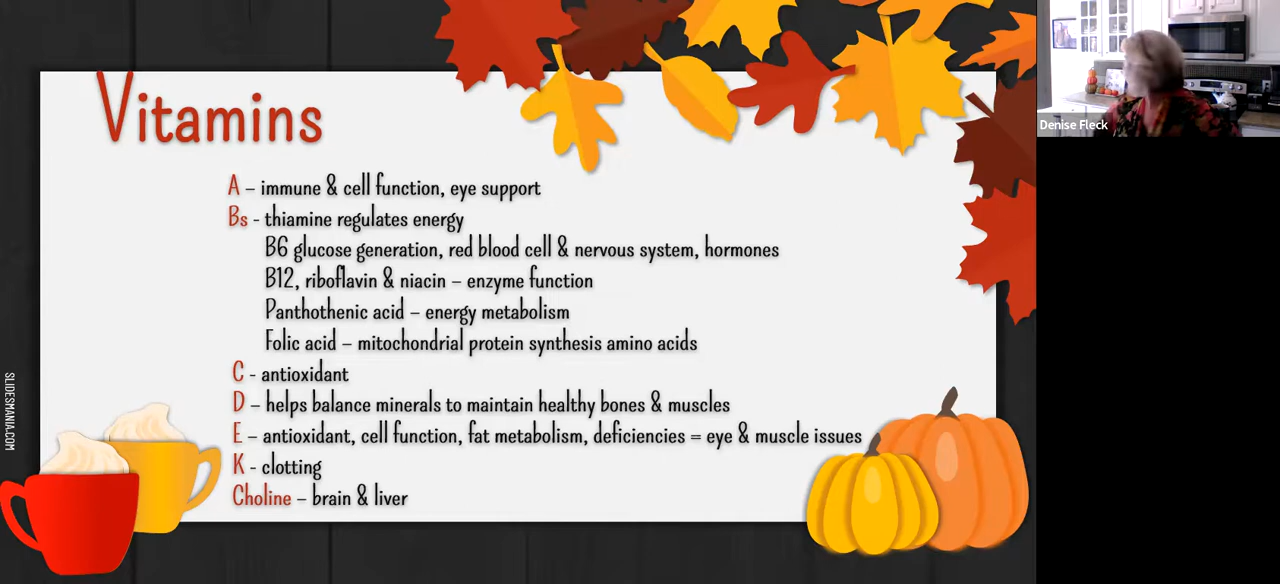 Vitamins
A – immune & cell function, eye support
Bs - thiamine regulates energy
B6 glucose generation, red blood cell & nervous system, hormones
B12, riboflavin & niacin – enzyme function
Panthothenic acid – energy metabolism
Folic acid – mitochondrial protein synthesis amino acids
C - antioxidant
D – helps balance minerals to maintain healthy bones & muscles
E – antioxidant, cell function, fat metabolism, deficiencies = eye & muscle issues
K - clotting
Choline – brain & liver
SLIDESMANIA.COM
Denise Fleck